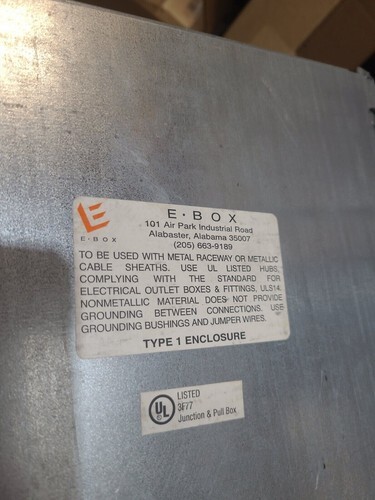 E
E·BOX
E·BOX
101 Air Park Industrial Road
Alabaster, Alabama 35007
(205) 663-9189
TO BE USED WITH METAL RACEWAY OR METALLIC
CABLE SHEATHS. USE UL LISTED HUBS,
COMPLYING WITH THE STANDARD FOR
ELECTRICAL OUTLET BOXES & FITTINGS, UL514.
NONMETALLIC MATERIAL DOES NOT PROVIDE
GROUNDING BETWEEN CONNECTIONS. USE
GROUNDING BUSHINGS AND JUMPER WIRES.
TYPE 1 ENCLOSURE
UL
LISTED
3F77
Junction & Pull Box